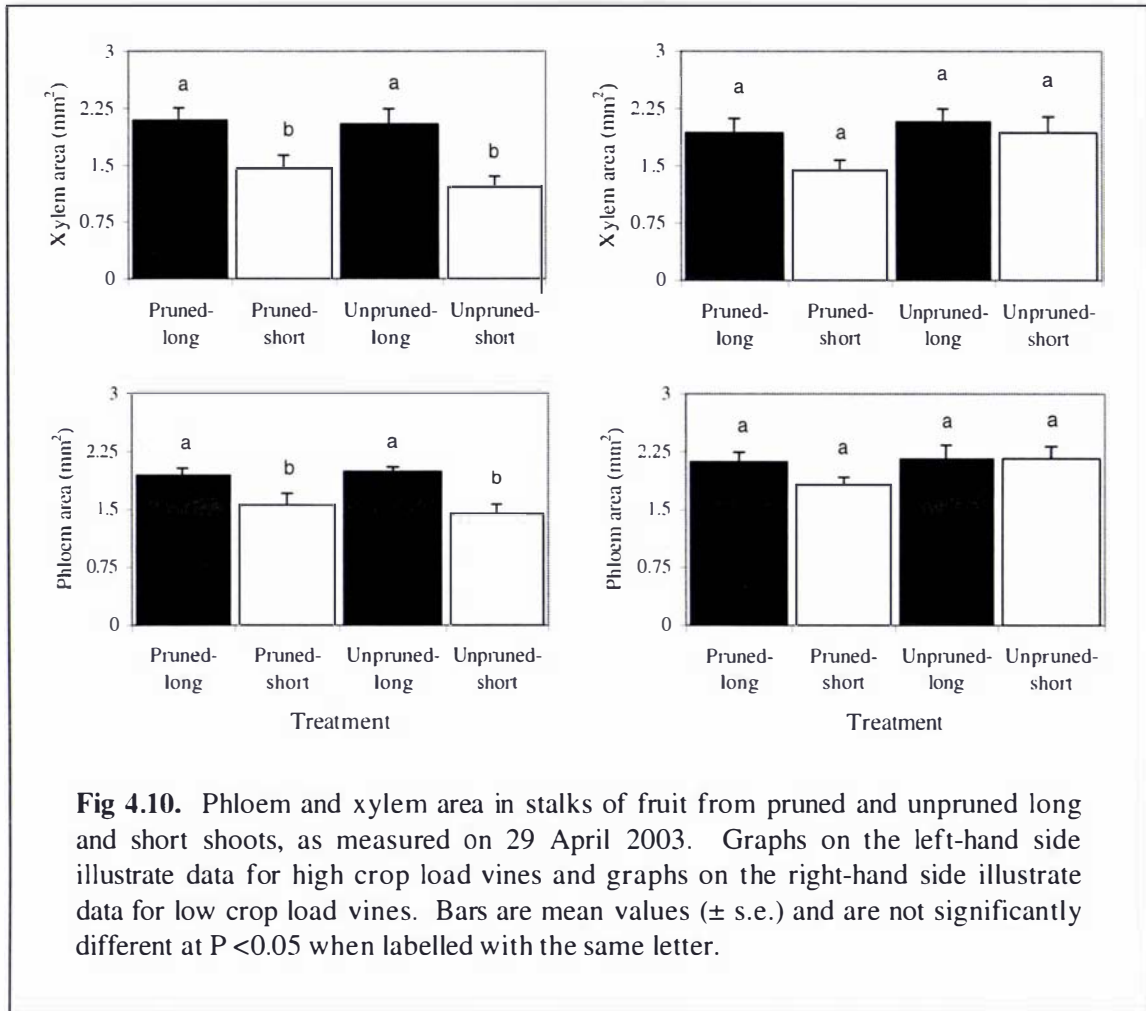 3
a
a
2.25
b
b
1.5
0.75
0
Xylem area (mm²)
Pruned-
long
Pruned-
short
Unpruned-
long
Unpruned-
short
3
a
a
a
a
2.25
1.5
0.75
0
Xylem area (mm²)
Pruned-
long
Pruned-
short
Unpruned-
long
Unpruned-
short
3
a
a
b
b
2.25
1.5
0.75
0
Phloem area (mm²)
Pruned-
long
Pruned-
short
Unpruned-
long
Unpruned-
short
Treatment
3
a
a
a
a
2.25
1.5
0.75
0
Phloem area (mm²)
Pruned-
long
Pruned-
short
Unpruned-
long
Unpruned-
short
Treatment
Fig 4.10. Phloem and xylem area in stalks of fruit from pruned and unpruned long
and short shoots, as measured on 29 April 2003. Graphs on the left-hand side
illustrate data for high crop load vines and graphs on the right-hand side illustrate
data for low crop load vines. Bars are mean values (± s.e.) and are not significantly
different at P <0.05 when labelled with the same letter.